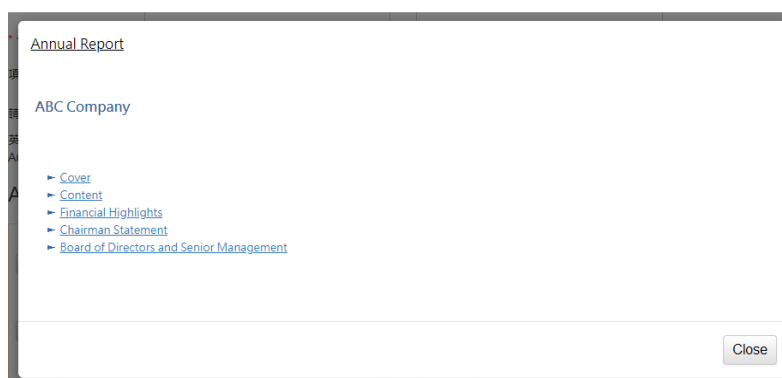 Annual Report
ABC Company
Cover
Content
Financial Highlights
Chairman Statement
Board of Directors and Senior Management
Close